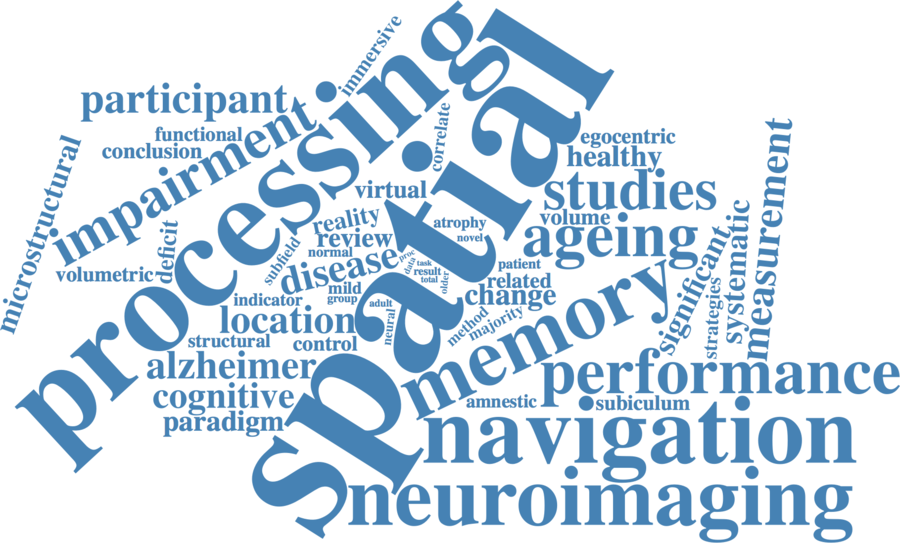 immersive
processing
spatial
participant
functional
conclusion
impairment
correlate
microstructural
deficit
volumetric
virtual
egocentric
healthy
studies
volume
ageing
reality
review
normal
subfield
disease
atrophy
novel
proc
data
task
result
total
older
patient
related
change
mild
group
indicator
adult
neural
location
structural
control
method
majority
memory
significant
strategies
systematic
measurement
alzheimer
cognitive
paradigm
performance
amnestic
subiculum
navigation
neuroimaging